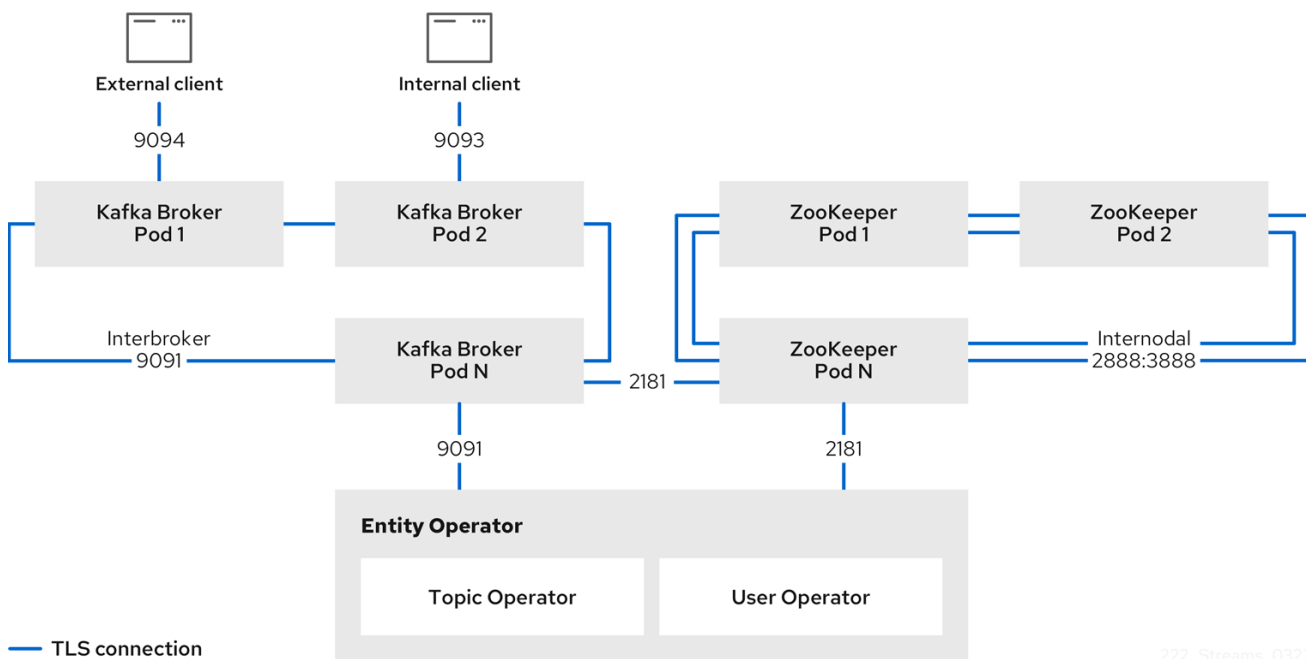 External client
Internal client
9094
9093
Kafka Broker
Pod 1
Kafka Broker
Pod 2
ZooKeeper
Pod 1
ZooKeeper
Pod 2
Interbroker
9091
Kafka Broker
Pod N
2181
ZooKeeper
Pod N
Internodal
2888:3888
9091
2181
Entity Operator
Topic Operator
User Operator
TLS connection
222_Streams_032